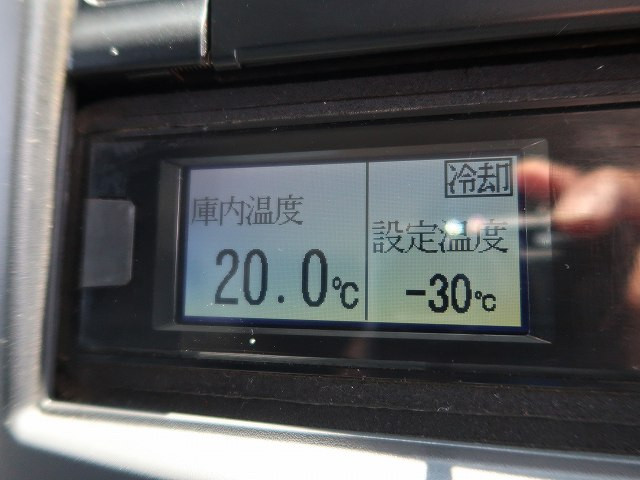 庫内温度
20.0℃
冷却
設定温度
-30℃